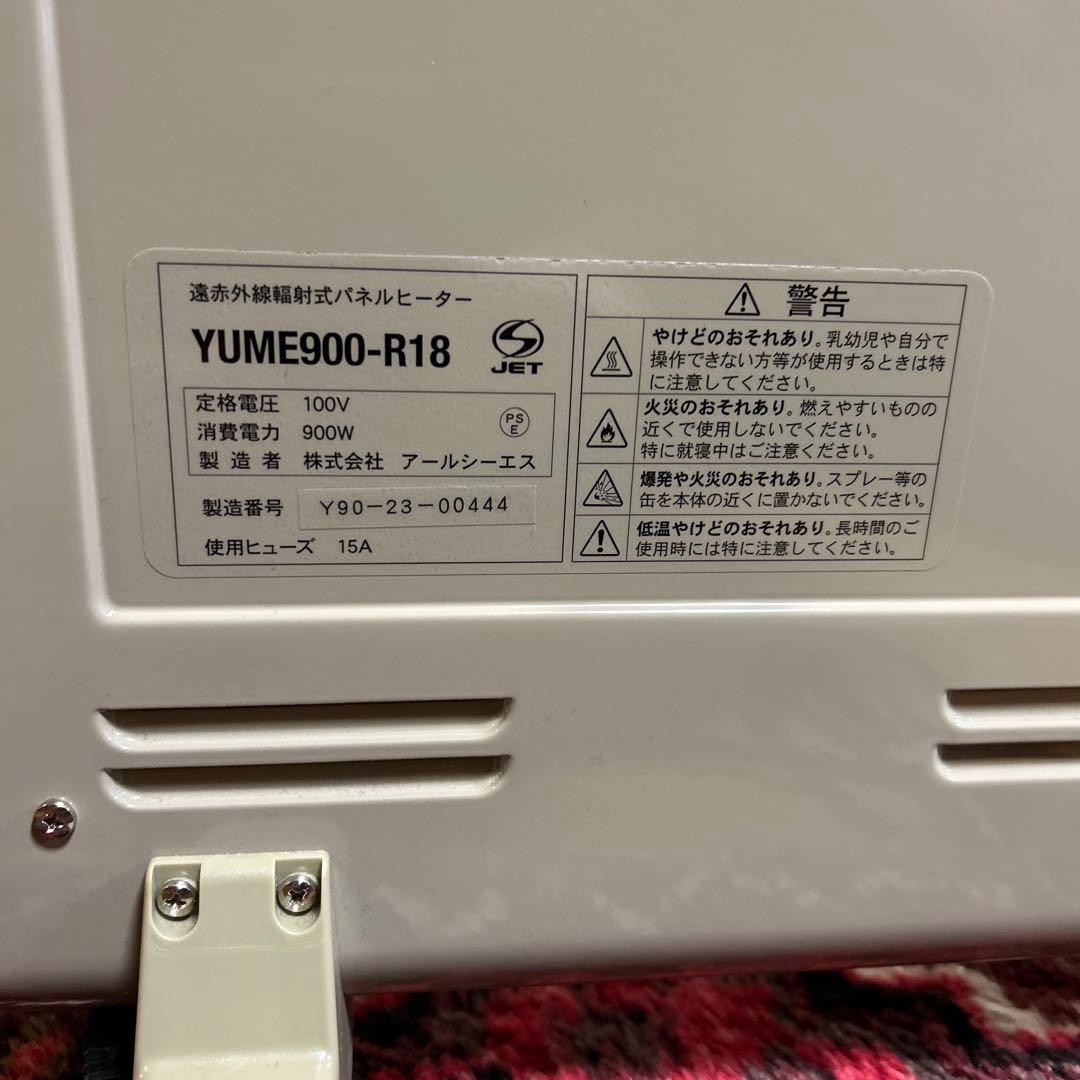 遠赤外線輻射式パネルヒーター
YUME900-R18
JET
定格電圧 100V
消費電力 900W
PS
E
製造者 株式会社 アールシーエス
製造番号 Y90-23-00444
使用ヒューズ 15A
警告
やけどのおそれあり。乳幼児や自分で
操作できない方等が使用するときは特
に注意してください。
火災のおそれあり。燃えやすいものの
近くで使用しないでください。
特に就寝中はご注意ください。
爆発や火災のおそれあり。スプレー等の
缶を本体の近くに置かないでください。
低温やけどのおそれあり。長時間のご
使用時には特に注意してください。